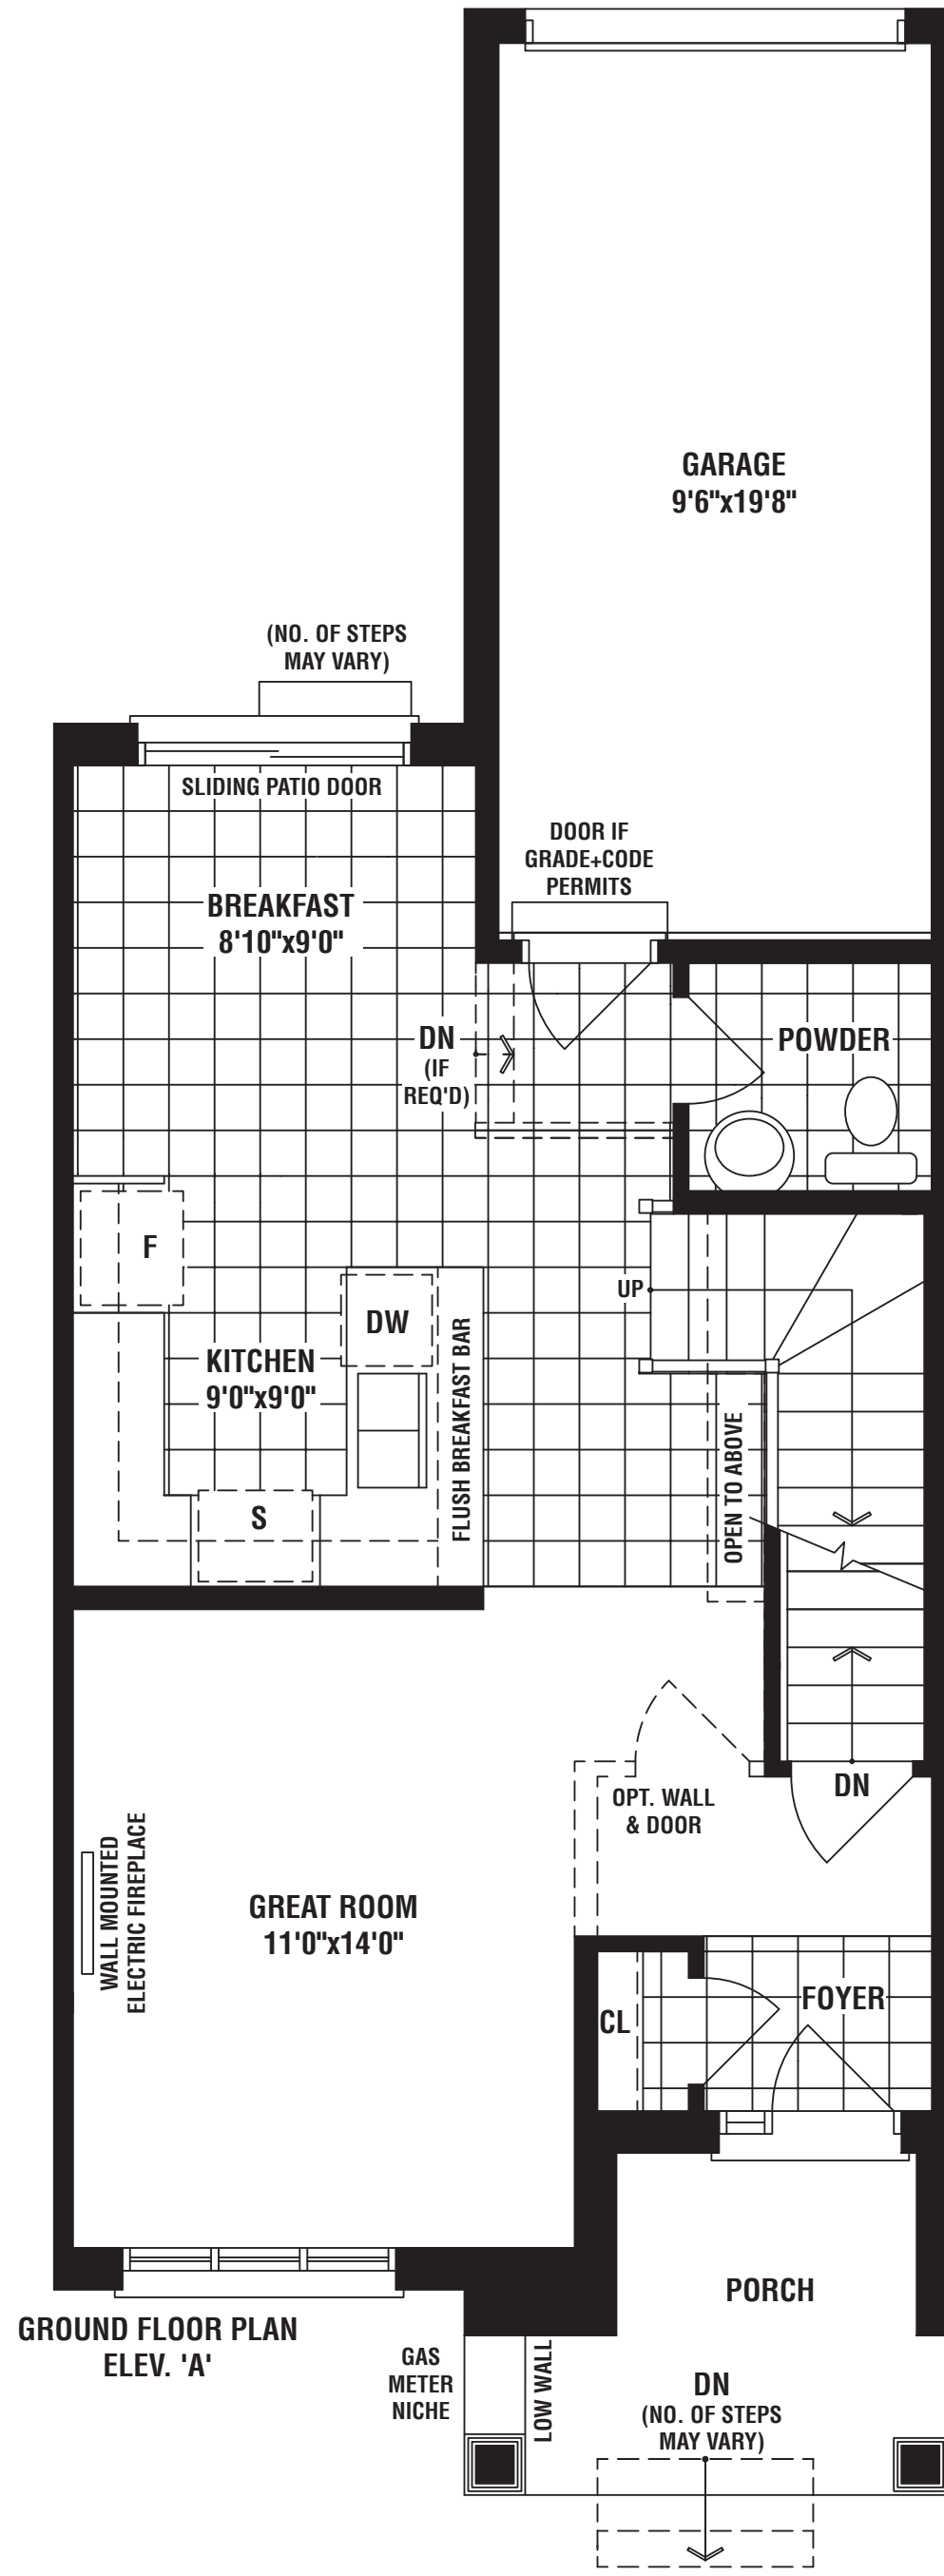 GARAGE
9'6"x19'8"
(NO. OF STEPS
MAY VARY)
SLIDING PATIO DOOR
DOOR IF
GRADE+CODE
PERMITS
BREAKFAST
8'10"x9'0"
DN
(IF
REQ'D)
POWDER
F
UP
DW
KITCHEN
9'0"x9'0"
FLUSH BREAKFAST BAR
OPEN TO ABOVE
S
DN
OPT. WALL
& DOOR
WALL MOUNTED
ELECTRIC FIREPLACE
GREAT ROOM
11'0"x14'0"
FOYER
CL
PORCH
GROUND FLOOR PLAN
ELEV. 'A'
GAS
METER
NICHE
LOW WALL
DN
(NO. OF STEPS
MAY VARY)